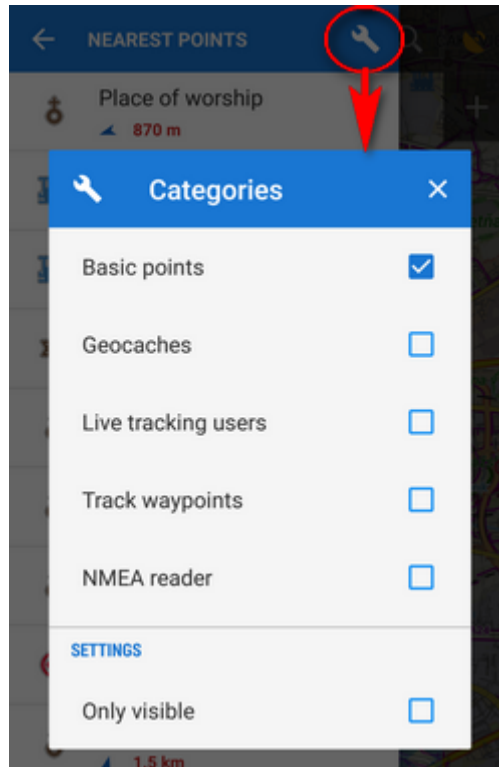 NEAREST POINTS
Place of worship
870 m
Categories
Basic points
Geocaches
Live tracking users
Track waypoints
NMEA reader
SETTINGS
Only visible
1.5 km